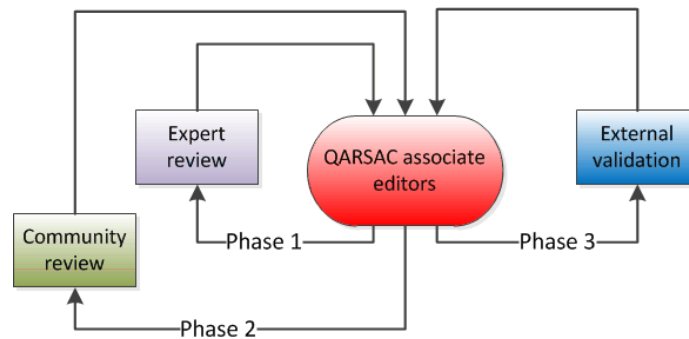 Expert
review
QARSAC associate
editors
External
validation
Community
review
Phase 1
Phase 3
Phase 2